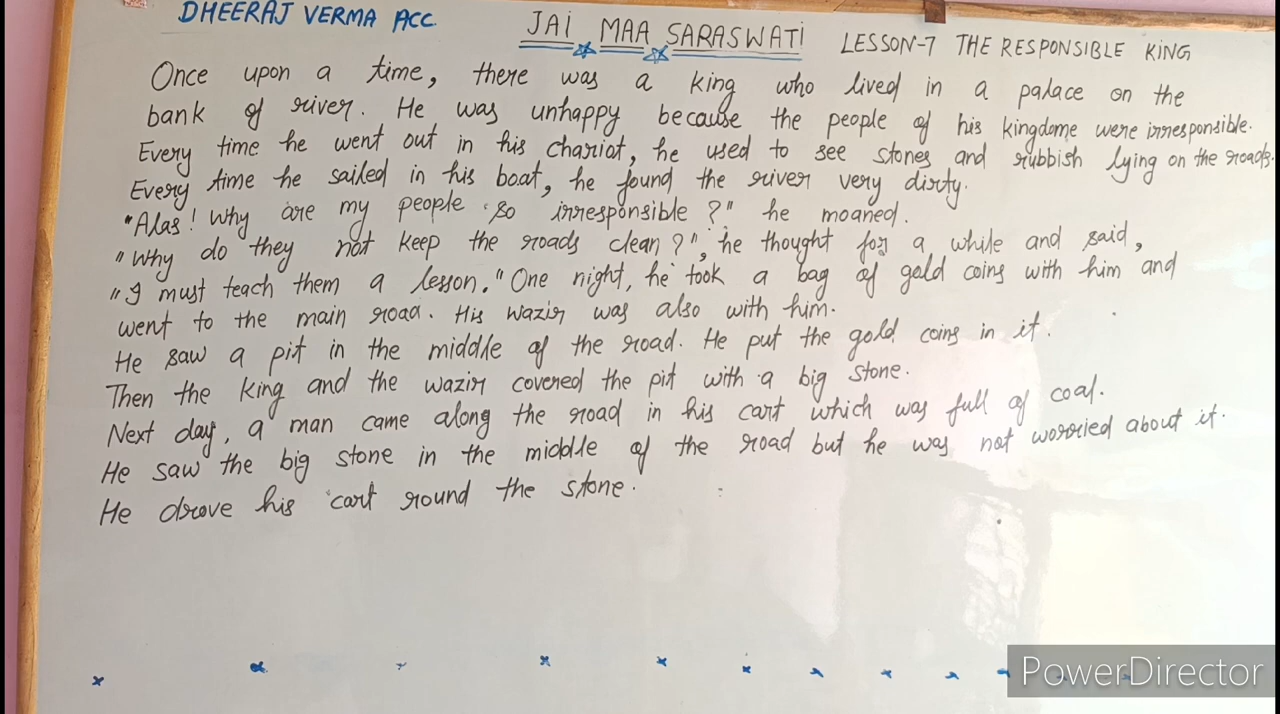 DHEERAJ VERMA ACC.
JAI MAA SARASWATI
LESSON-7 THE RESPONSIBLE KING
Once upon a time, there was a king who lived in a palace on the
bank of river. He was unhappy because the people of his kingdome were irresponsible.
Every time he went out in his chariot, he used to see stones and rubbish lying on the roads.
Every time he sailed in his boat, he found the river very dirty.
"Alas! Why are my people so irresponsible?" he moaned.
"Why do they not keep the roads clean?", he thought for a while and said,
"I must teach them a lesson." One night, he took a bag of gold coins with him and
went to the main road. His wazir was also with him.
He saw a pit in the middle of the road. He put the gold coins in it.
Then the king and the wazir covered the pit with a big stone.
Next day, a man came along the road in his cart which was full of coal.
He saw the big stone in the middle of the road but he was not worried about it.
He drove his cart round the stone.
PowerDirector